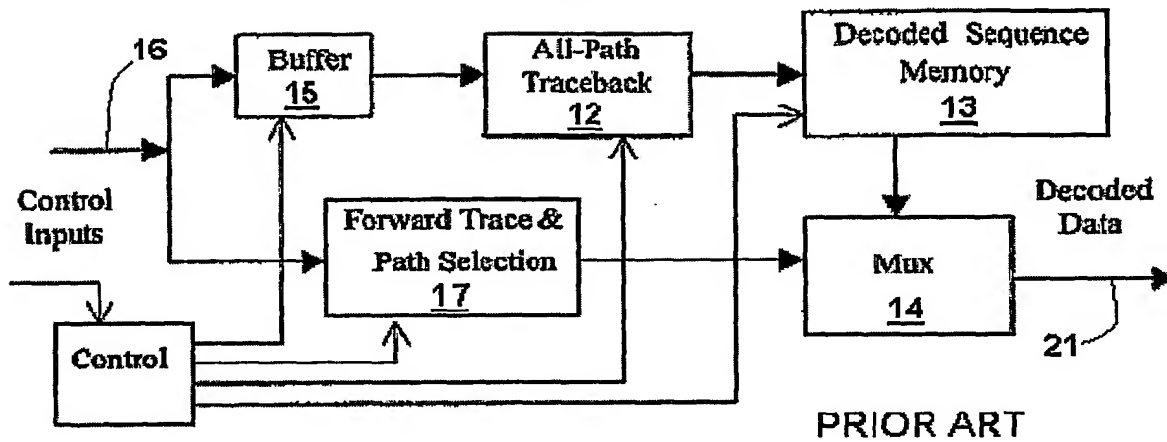 16
Buffer
15
All-Path
Traceback
12
Decoded Sequence
Memory
13
Control
Inputs
Forward Trace &
Path Selection
17
Decoded
Data
Mux
14
21
Control
PRIOR ART